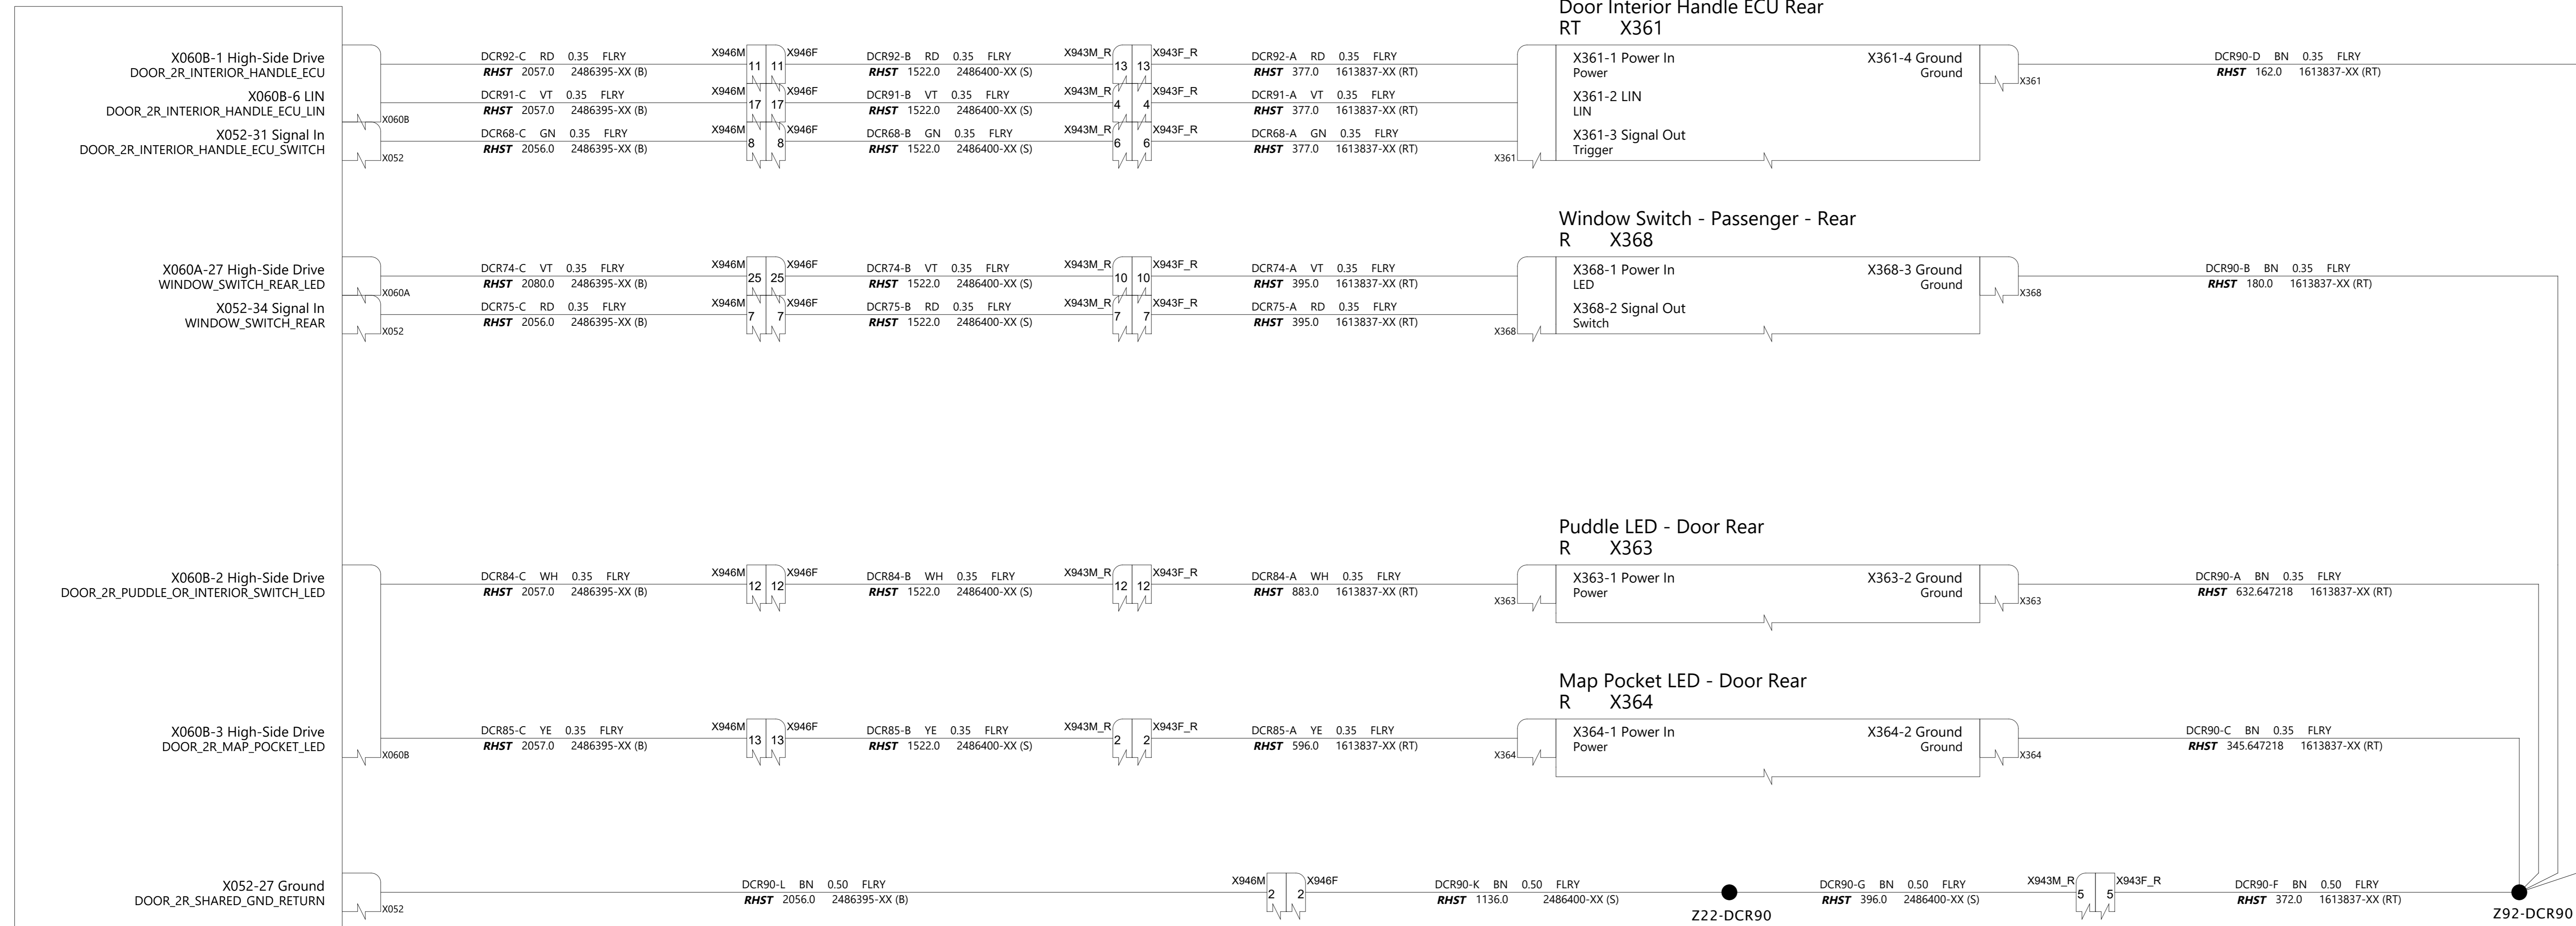 Door Interior Handle ECU Rear
RT X361
X060B-1 High-Side Drive
DOOR_2R_INTERIOR_HANDLE_ECU
DCR92-C RD 0.35 FLRY
RHST 2057.0 2486395-XX (B)
X946M 11 11 X946F
DCR92-B RD 0.35 FLRY
RHST 1522.0 2486400-XX (S)
X943M_R 13 13 X943F_R
DCR92-A RD 0.35 FLRY
RHST 377.0 1613837-XX (RT)
X361-1 Power In
Power
X361-4 Ground
Ground
X361
DCR90-D BN 0.35 FLRY
RHST 162.0 1613837-XX (RT)
X060B-6 LIN
DOOR_2R_INTERIOR_HANDLE_ECU_LIN
X060B
DCR91-C VT 0.35 FLRY
RHST 2057.0 2486395-XX (B)
X946M 17 17 X946F
DCR91-B VT 0.35 FLRY
RHST 1522.0 2486400-XX (S)
X943M_R 4 4 X943F_R
DCR91-A VT 0.35 FLRY
RHST 377.0 1613837-XX (RT)
X361-2 LIN
LIN
X052-31 Signal In
DOOR_2R_INTERIOR_HANDLE_ECU_SWITCH
X052
DCR68-C GN 0.35 FLRY
RHST 2056.0 2486395-XX (B)
X946M 8 8 X946F
DCR68-B GN 0.35 FLRY
RHST 1522.0 2486400-XX (S)
X943M_R 6 6 X943F_R
DCR68-A GN 0.35 FLRY
RHST 377.0 1613837-XX (RT)
X361
X361-3 Signal Out
Trigger
Window Switch - Passenger - Rear
R X368
X060A-27 High-Side Drive
WINDOW_SWITCH_REAR_LED
X060A
DCR74-C VT 0.35 FLRY
RHST 2080.0 2486395-XX (B)
X946M 25 25 X946F
DCR74-B VT 0.35 FLRY
RHST 1522.0 2486400-XX (S)
X943M_R 10 10 X943F_R
DCR74-A VT 0.35 FLRY
RHST 395.0 1613837-XX (RT)
X368-1 Power In
LED
X368-3 Ground
Ground
X368
DCR90-B BN 0.35 FLRY
RHST 180.0 1613837-XX (RT)
X052-34 Signal In
WINDOW_SWITCH_REAR
X052
DCR75-C RD 0.35 FLRY
RHST 2056.0 2486395-XX (B)
X946M 7 7 X946F
DCR75-B RD 0.35 FLRY
RHST 1522.0 2486400-XX (S)
X943M_R 7 7 X943F_R
DCR75-A RD 0.35 FLRY
RHST 395.0 1613837-XX (RT)
X368
X368-2 Signal Out
Switch
Puddle LED - Door Rear
R X363
X060B-2 High-Side Drive
DOOR_2R_PUDDLE_OR_INTERIOR_SWITCH_LED
DCR84-C WH 0.35 FLRY
RHST 2057.0 2486395-XX (B)
X946M 12 12 X946F
DCR84-B WH 0.35 FLRY
RHST 1522.0 2486400-XX (S)
X943M_R 12 12 X943F_R
DCR84-A WH 0.35 FLRY
RHST 883.0 1613837-XX (RT)
X363
X363-1 Power In
Power
X363-2 Ground
Ground
X363
DCR90-A BN 0.35 FLRY
RHST 632.647218 1613837-XX (RT)
Map Pocket LED - Door Rear
R X364
X060B-3 High-Side Drive
DOOR_2R_MAP_POCKET_LED
X060B
DCR85-C YE 0.35 FLRY
RHST 2057.0 2486395-XX (B)
X946M 13 13 X946F
DCR85-B YE 0.35 FLRY
RHST 1522.0 2486400-XX (S)
X943M_R 2 2 X943F_R
DCR85-A YE 0.35 FLRY
RHST 596.0 1613837-XX (RT)
X364
X364-1 Power In
Power
X364-2 Ground
Ground
X364
DCR90-C BN 0.35 FLRY
RHST 345.647218 1613837-XX (RT)
X052-27 Ground
DOOR_2R_SHARED_GND_RETURN
X052
DCR90-L BN 0.50 FLRY
RHST 2056.0 2486395-XX (B)
X946M 2 2 X946F
DCR90-K BN 0.50 FLRY
RHST 1136.0 2486400-XX (S)
Z22-DCR90
DCR90-G BN 0.50 FLRY
RHST 396.0 2486400-XX (S)
X943M_R 5 5 X943F_R
DCR90-F BN 0.50 FLRY
RHST 372.0 1613837-XX (RT)
Z92-DCR90